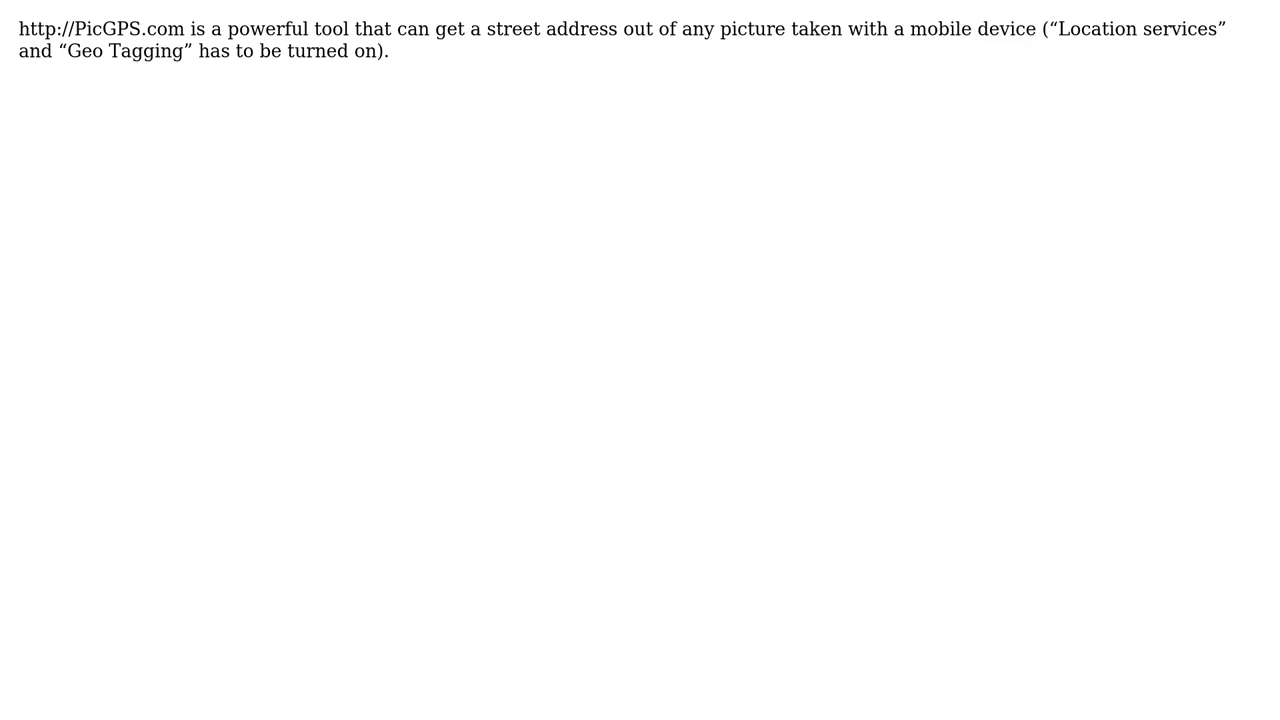 http://PicGPS.com is a powerful tool that can get a street address out of any picture taken with a mobile device (“Location services”
and “Geo Tagging” has to be turned on).